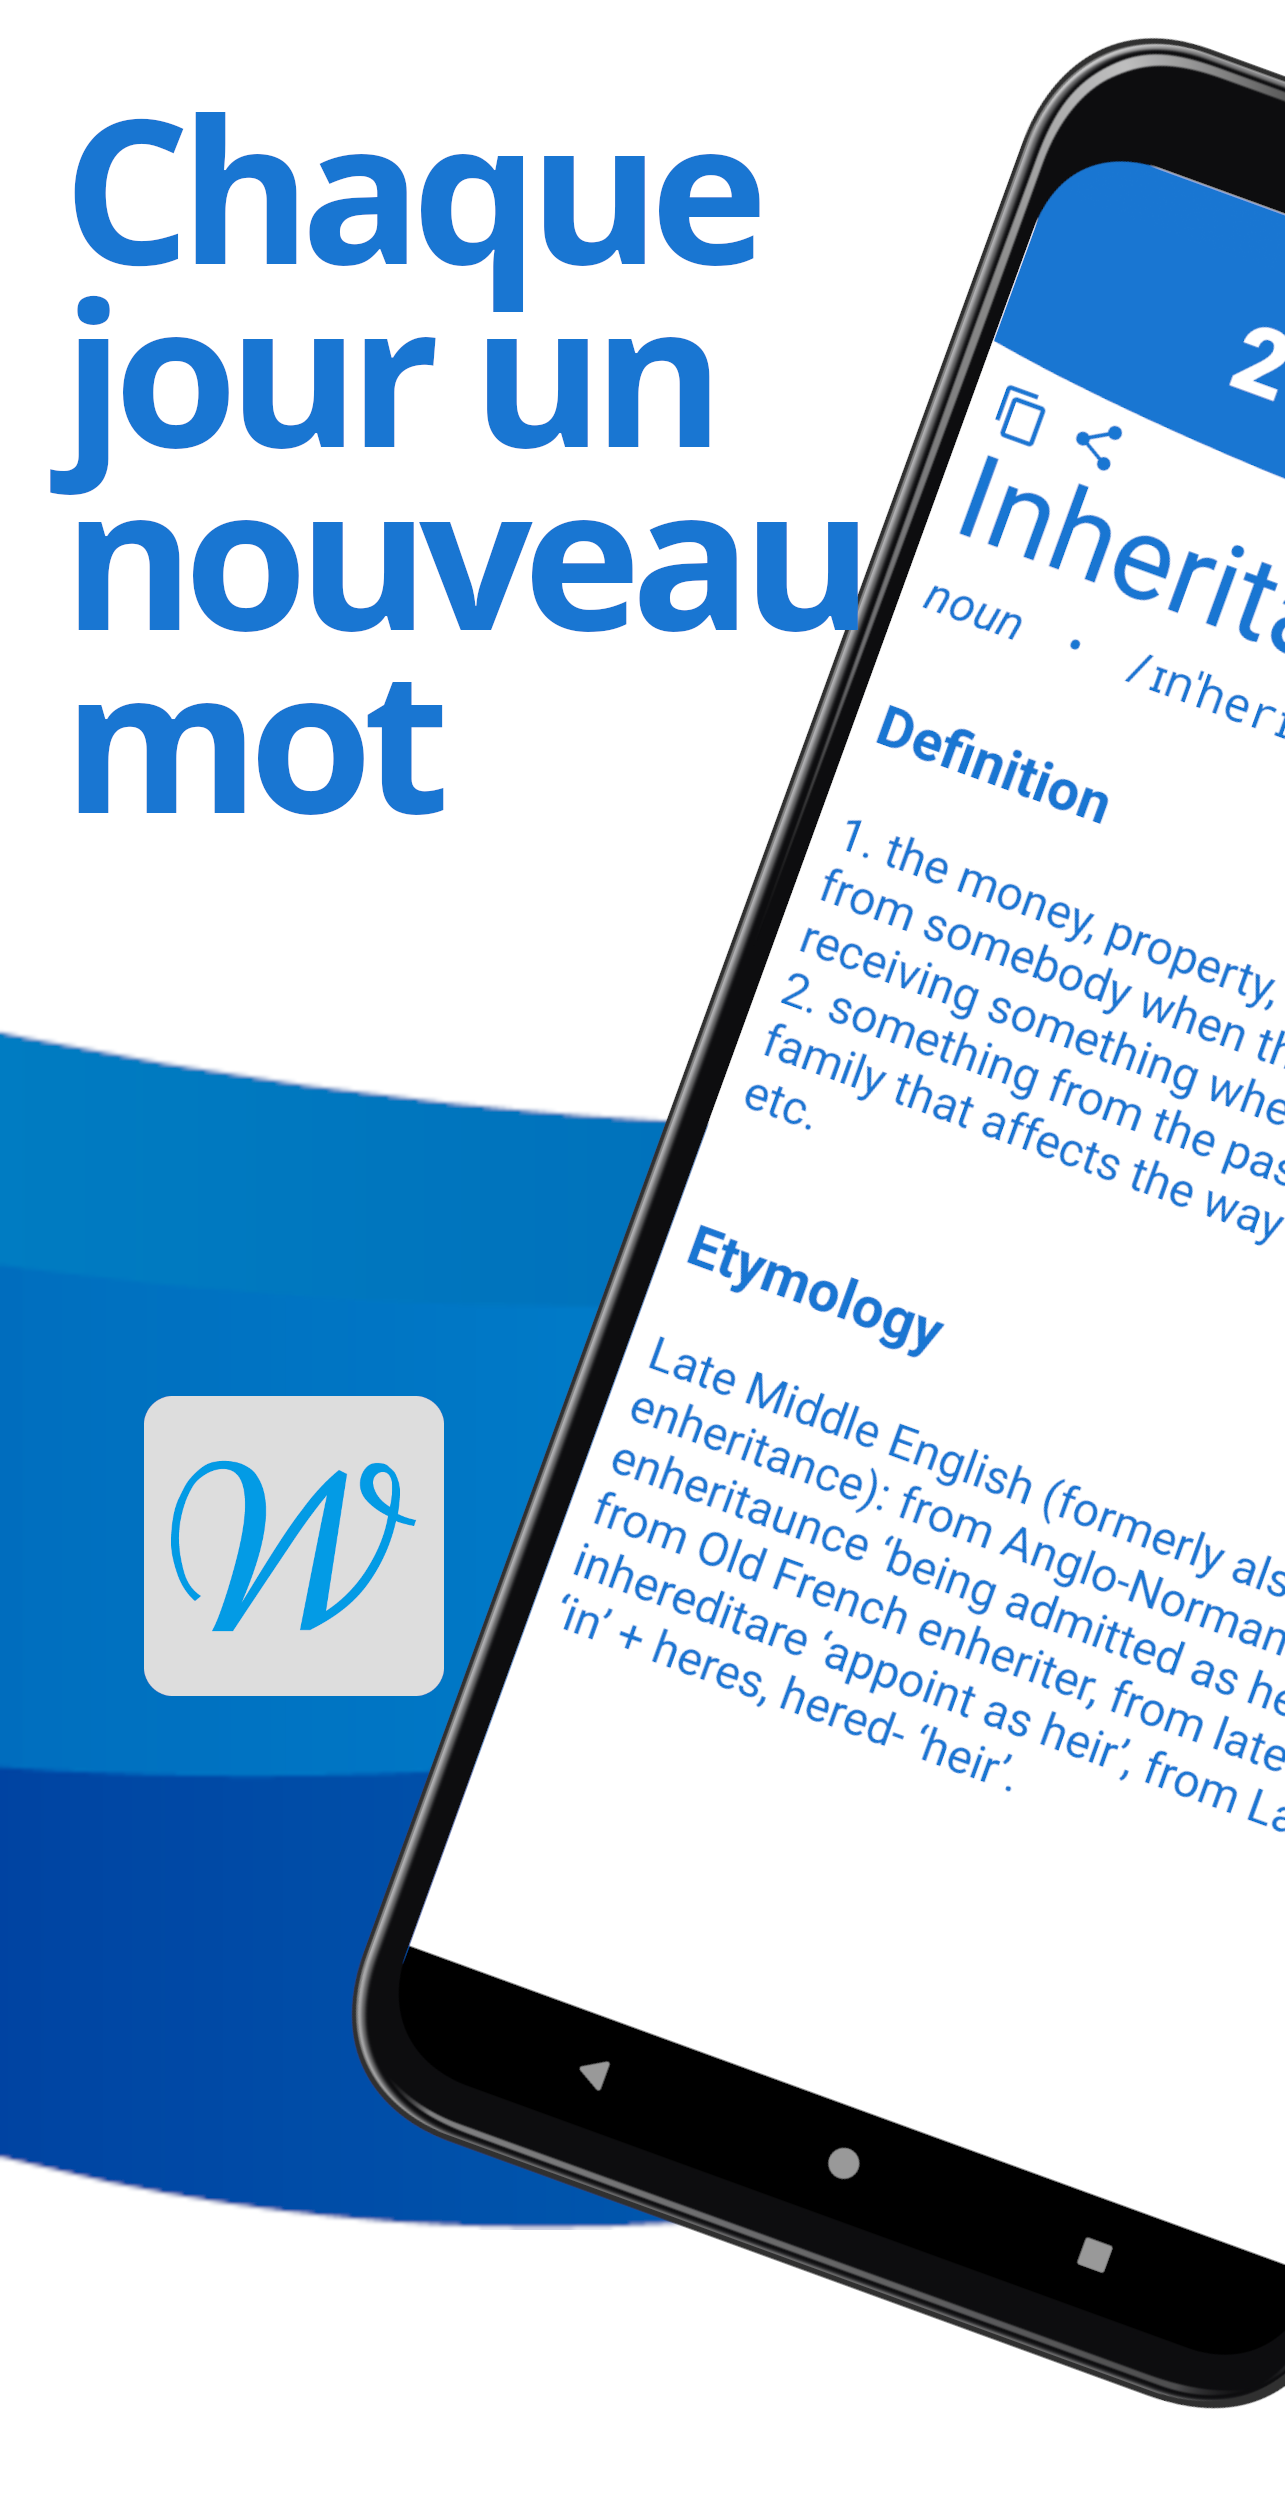 Chaque
jour un
nouveau
mot
2
Inherita
noun • /ɪnˈherɪ
Definition
1. the money, property,
from somebody when th
receiving something whe
2. something from the pas
family that affects the way
etc.
Etymology
Late Middle English (formerly als
enheritance): from Anglo-Norman
enheritaunce ‘being admitted as he
from Old French enheriter, from late
inhereditare ‘appoint as heir’, from La
‘in’ + heres, hered- ‘heir’.
W